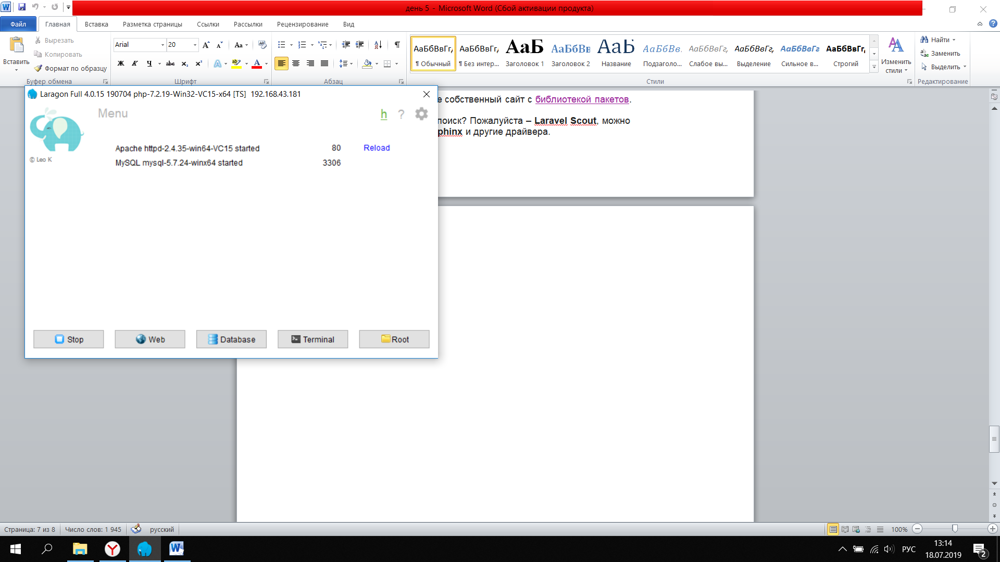 день 5 - Microsoft Word (Сбой активации продукта)
Файл Главная Вставка Разметка страницы Ссылки Рассылки Рецензирование Вид
Вставить
Вырезать
Копировать
Формат по образцу
Буфер обмена
Arial 20
Шрифт
Абзац
АаБбВвГг, АаБбВвГг, АаБ АаБбВв АаБ АаБбВв. АаБбВвГг, АаБбВвГг, АаБбВвГг АаБбВвГг,
¶ Обычный ¶ Без интер... Заголовок 1 Заголовок 2 Название Подзаголо... Слабое вы... Выделение Сильное в... Строгий
Стили
Изменить стили
Найти
Заменить
Выделить
Редактирование
Laragon Full 4.0.15 190704 php-7.2.19-Win32-VC15-x64 [TS] 192.168.43.181
Menu
h ?
© Leo K
Apache httpd-2.4.35-win64-VC15 started 80 Reload
MySQL mysql-5.7.24-winx64 started 3306
Stop Web Database Terminal Root
е собственный сайт с библиотекой пакетов.
поиск? Пожалуйста – Laravel Scout, можно
phinx и другие драйвера.
Страница: 7 из 8 Число слов: 1 945 русский
100%
РУС
13:14
18.07.2019
2